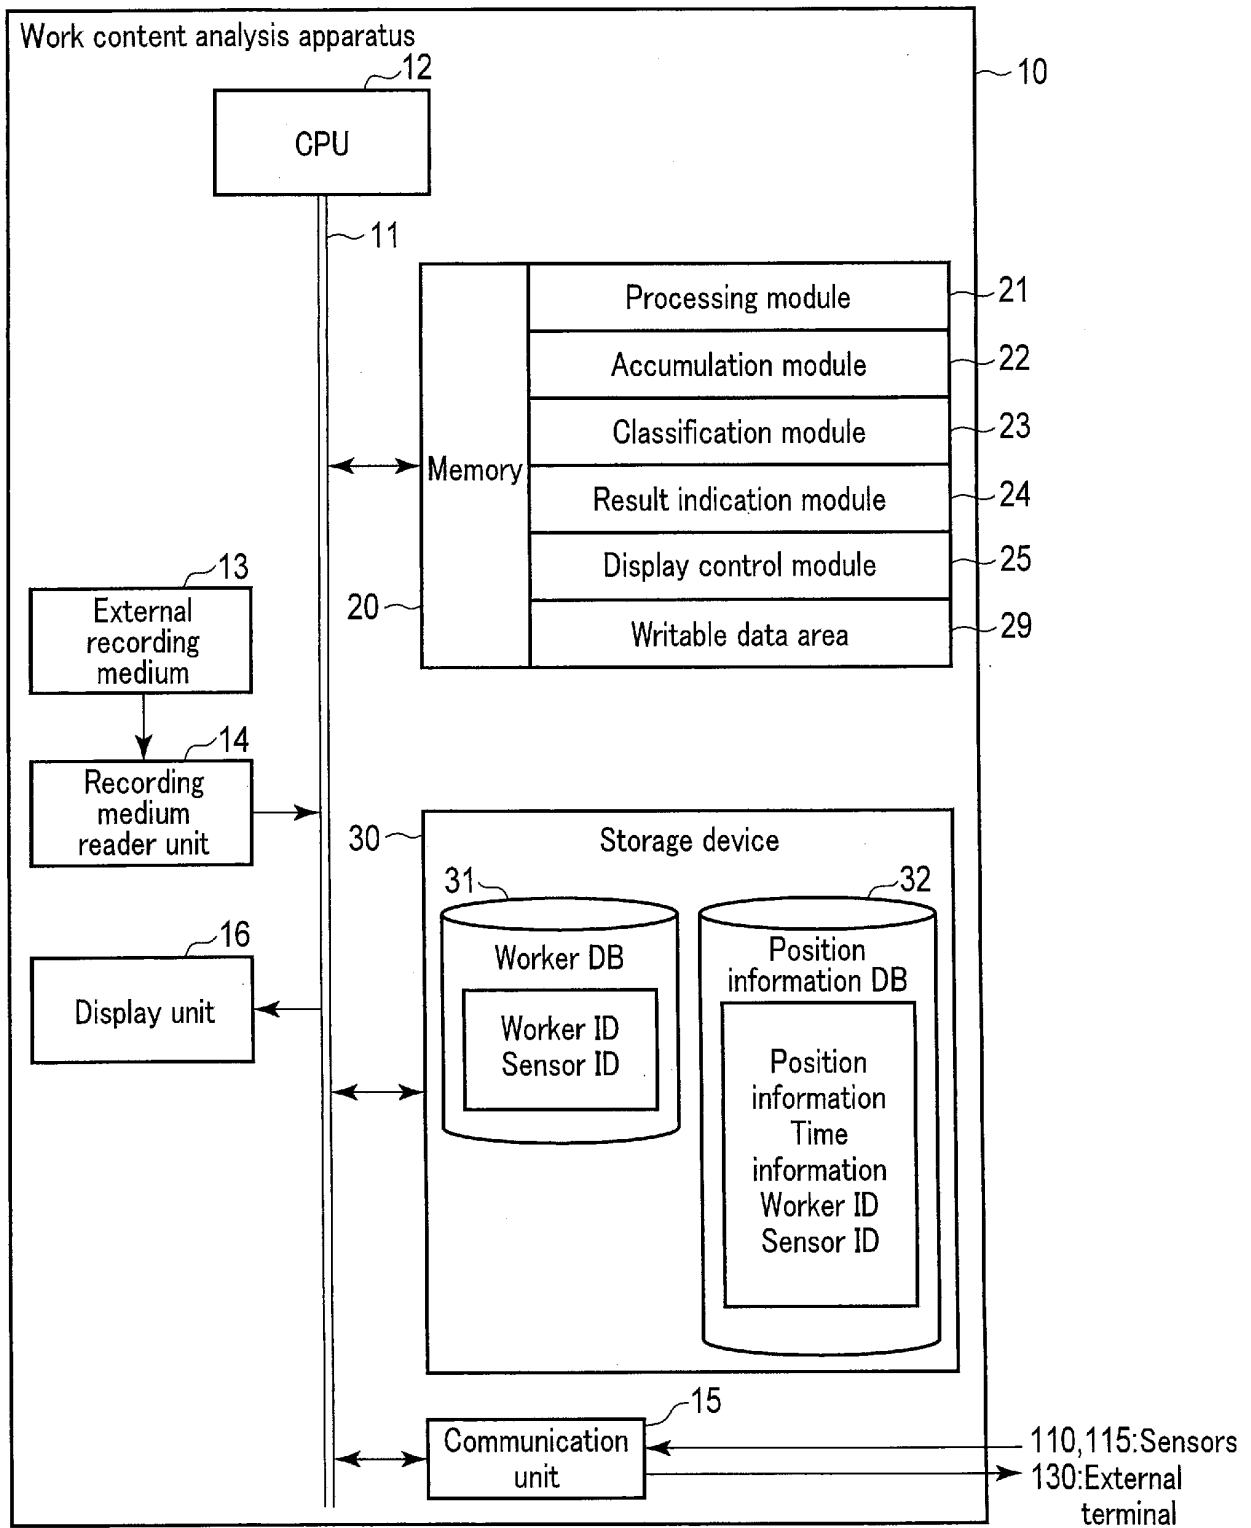 Work content analysis apparatus
10
12
CPU
11
Memory
20
Processing module
21
Accumulation module
22
Classification module
23
Result indication module
24
Display control module
25
Writable data area
29
13
External
recording
medium
14
Recording
medium
reader unit
16
Display unit
30
Storage device
31
Worker DB
Worker ID
Sensor ID
32
Position
information DB
Position
information
Time
information
Worker ID
Sensor ID
15
Communication
unit
110,115:Sensors
130:External
terminal